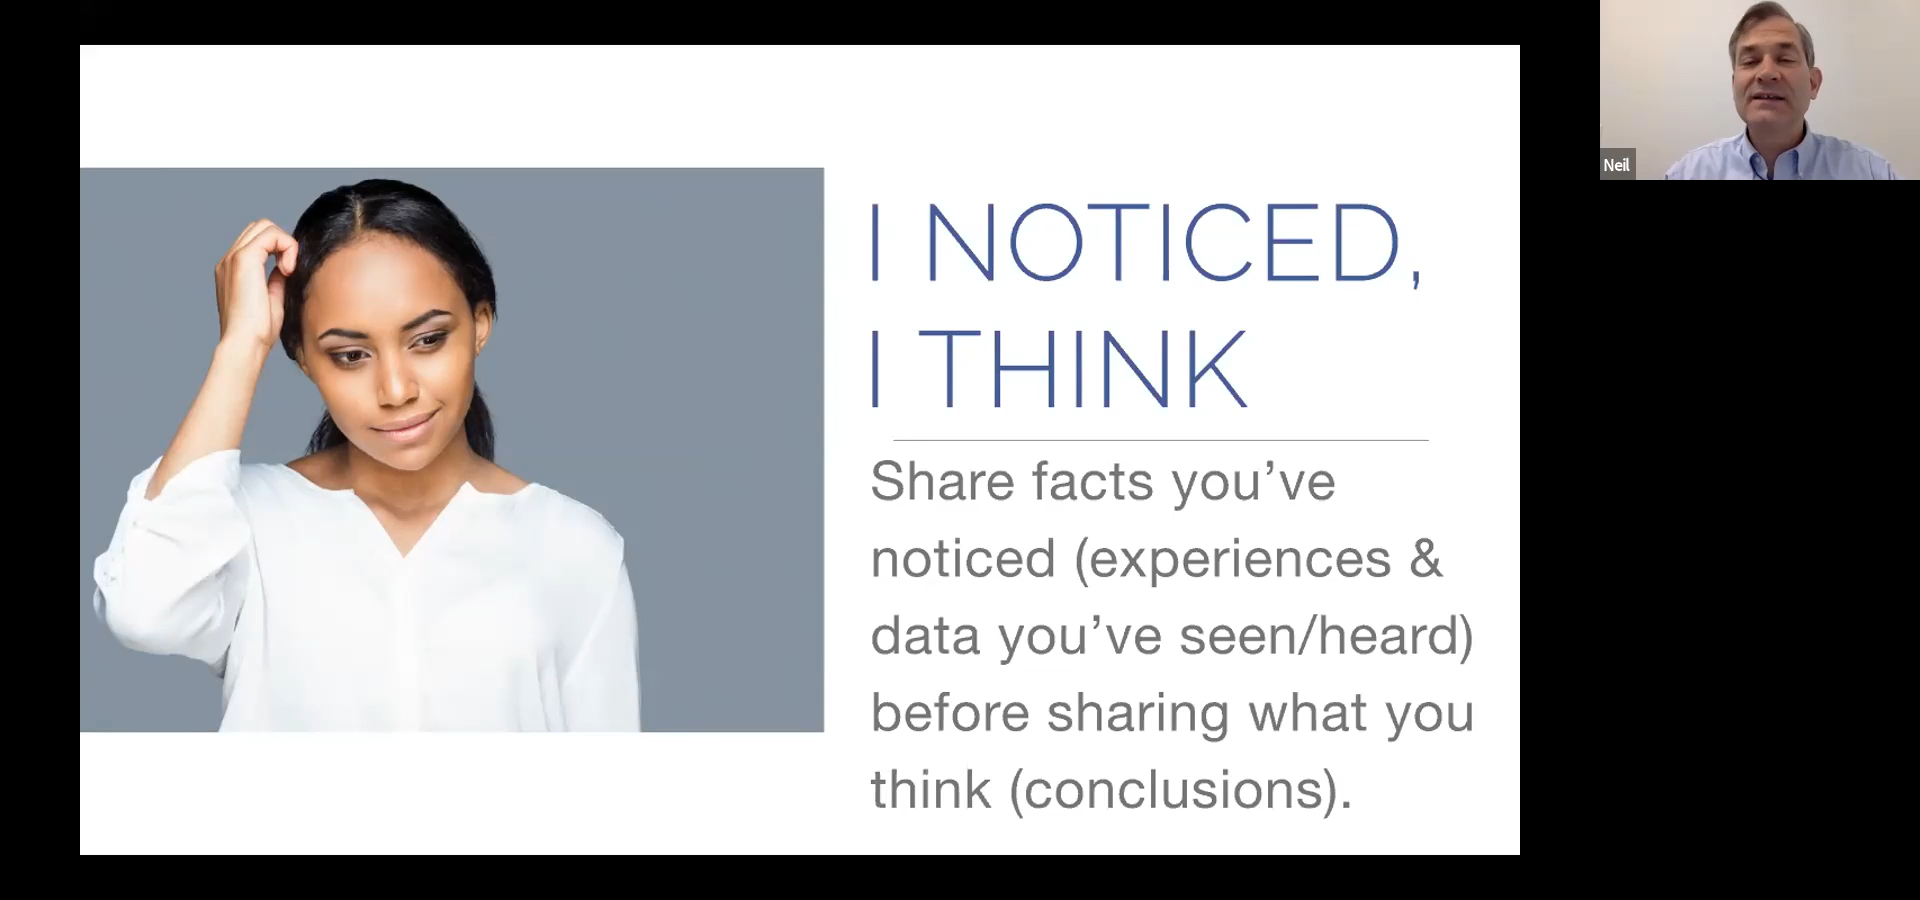 I NOTICED,
I THINK
Share facts you’ve
noticed (experiences &
data you’ve seen/heard)
before sharing what you
think (conclusions).
Neil